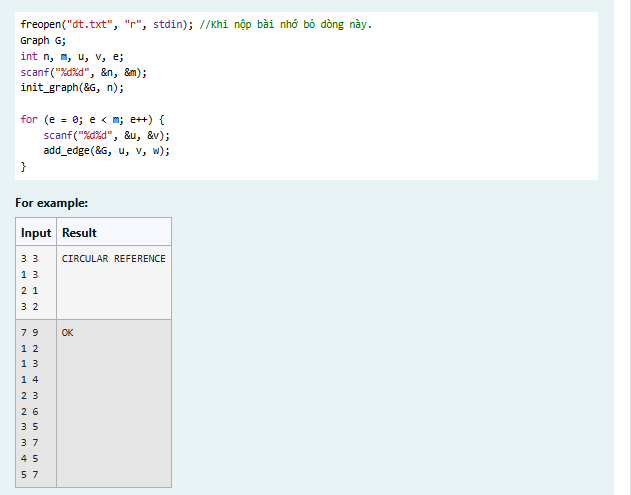 freopen("dt.txt", "r", stdin); //Khi nộp bài nhớ bỏ dòng này.
Graph G;
int n, m, u, v, e;
scanf("%d%d", &n, &m);
init_graph(&G, n);

for (e = 0; e < m; e++) {
    scanf("%d%d", &u, &v);
    add_edge(&G, u, v, w);
}
For example:
Input Result
3 3 CIRCULAR REFERENCE
1 3
2 1
3 2
7 9 OK
1 2
1 3
1 4
2 3
2 6
3 5
3 7
4 5
5 7